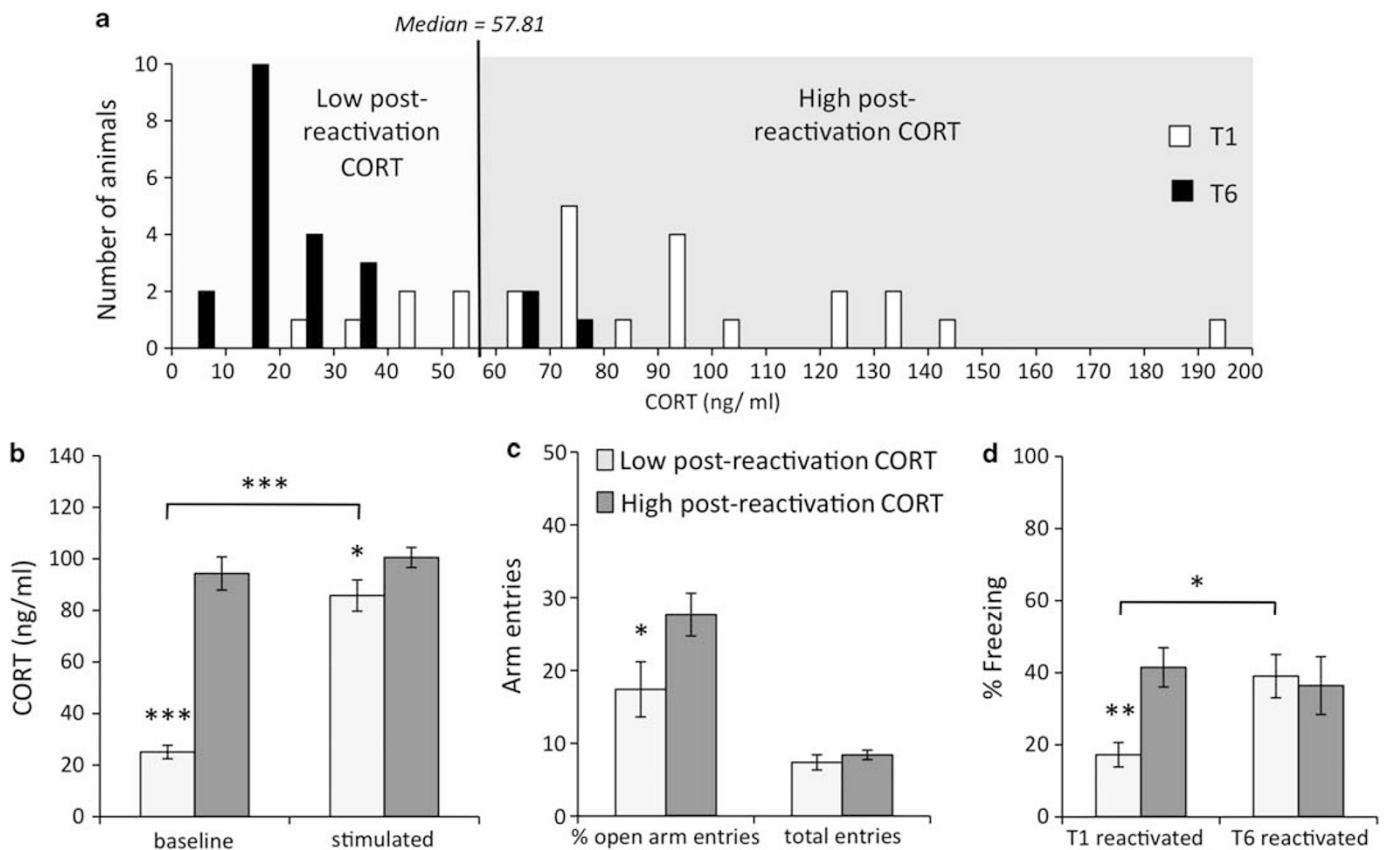 a
Median = 57.81
10
8
6
4
2
0
Number of animals
Low post-
reactivation
CORT
High post-
reactivation CORT
T1
T6
0 10 20 30 40 50 60 70 80 90 100 110 120 130 140 150 160 170 180 190 200
CORT (ng/ ml)
b
140
120
100
80
60
40
20
0
CORT (ng/ml)
***
***
*
baseline stimulated
c
50
40
30
20
10
0
Arm entries
Low post-reactivation CORT
High post-reactivation CORT
*
% open arm entries total entries
d
100
80
60
40
20
0
% Freezing
*
**
T1 reactivated T6 reactivated